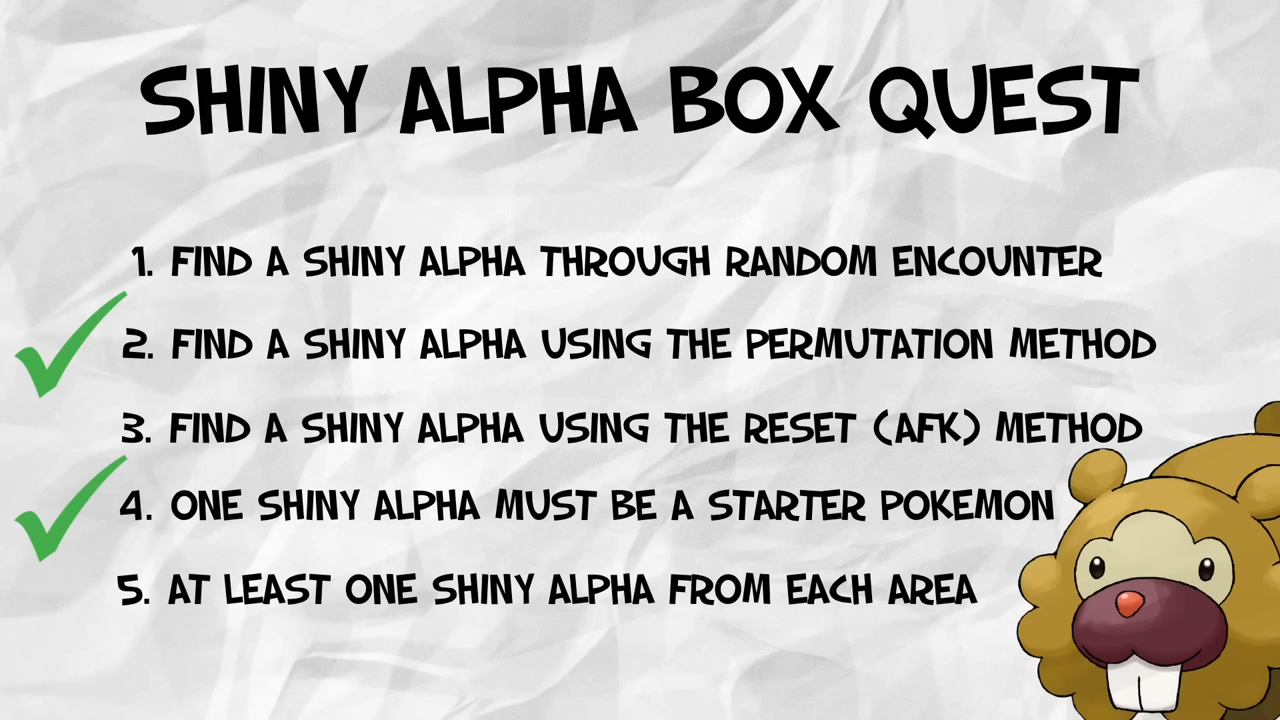 SHINY ALPHA BOX QUEST
1. FIND A SHINY ALPHA THROUGH RANDOM ENCOUNTER
2. FIND A SHINY ALPHA USING THE PERMUTATION METHOD
3. FIND A SHINY ALPHA USING THE RESET (AFK) METHOD
4. ONE SHINY ALPHA MUST BE A STARTER POKEMON
5. AT LEAST ONE SHINY ALPHA FROM EACH AREA